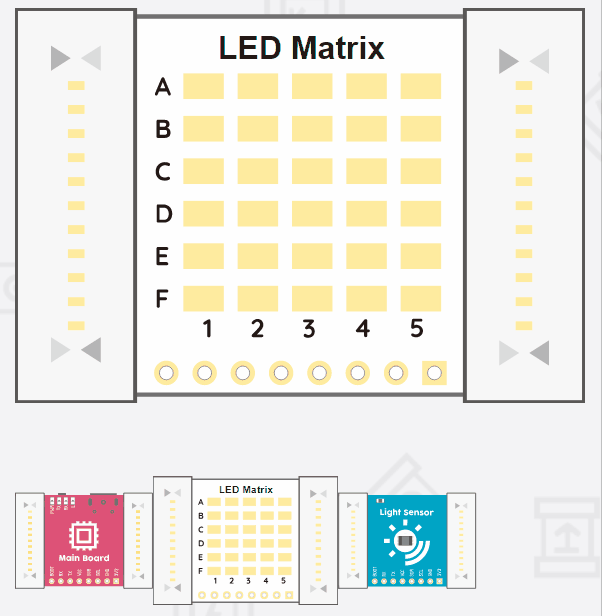 LED Matrix
A
B
C
D
E
F
1 2 3 4 5
LED Matrix
A
B
C
D
E
F
1 2 3 4 5
Main Board
Light Sensor